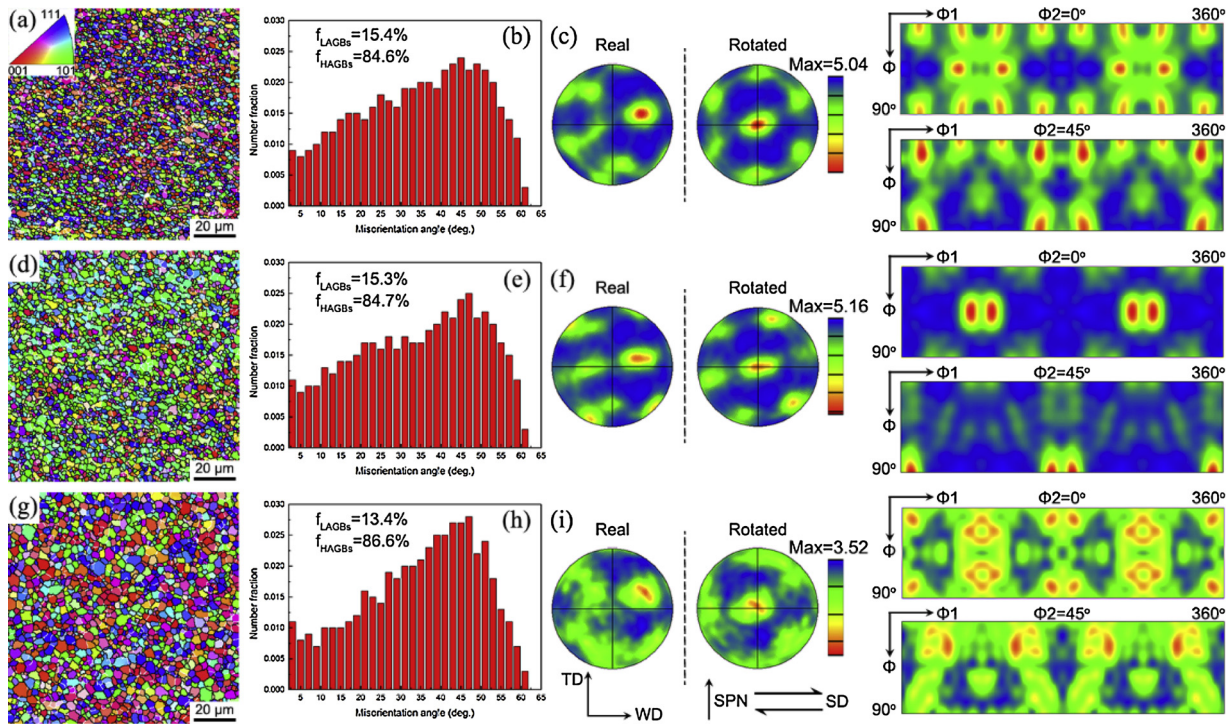 (a)
111
001
101
20 μm
(b)
fLAGBs=15.4%
fHAGBs=84.6%
Number fraction
0.030
0.025
0.020
0.015
0.010
0.005
0.000
5 10 15 20 25 30 35 40 45 50 55 60 65
Misorientation angle (deg.)
(c)
Real
Rotated
Max=5.04
Φ1 Φ2=0° 360°
Φ
90°
Φ1 Φ2=45° 360°
Φ
90°
(d)
20 μm
(e)
fLAGBs=15.3%
fHAGBs=84.7%
Number fraction
0.030
0.025
0.020
0.015
0.010
0.005
0.000
5 10 15 20 25 30 35 40 45 50 55 60 65
Misorientation angle (deg.)
(f)
Real
Rotated
Max=5.16
Φ1 Φ2=0° 360°
Φ
90°
Φ1 Φ2=45° 360°
Φ
90°
(g)
20 μm
(h)
fLAGBs=13.4%
fHAGBs=86.6%
Number fraction
0.030
0.025
0.020
0.015
0.010
0.005
0.000
5 10 15 20 25 30 35 40 45 50 55 60 65
Misorientation angle (deg.)
(i)
Real
Rotated
Max=3.52
TD
WD
SPN
SD
Φ1 Φ2=0° 360°
Φ
90°
Φ1 Φ2=45° 360°
Φ
90°